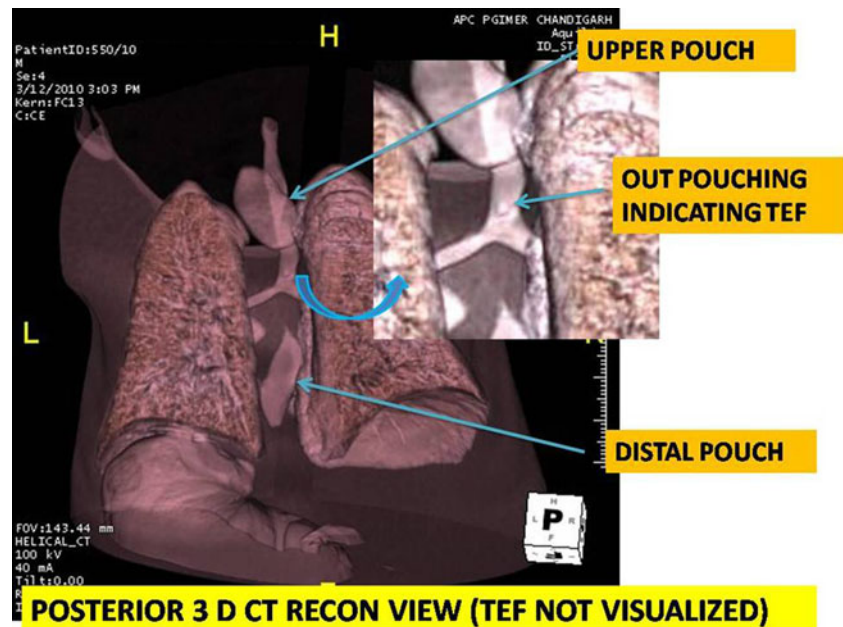 APC PGIMER CHANDIGARH
PatientID:550/10
M
Se:4
3/12/2010 3:03 PM
Kern:FC13
C:CE
H
UPPER POUCH
OUT POUCHING
INDICATING TEF
L
DISTAL POUCH
FOV:143.44 mm
HELICAL_CT
100 kV
40 mA
Tilt:0.00
H
L P R
F
POSTERIOR 3 D CT RECON VIEW (TEF NOT VISUALIZED)